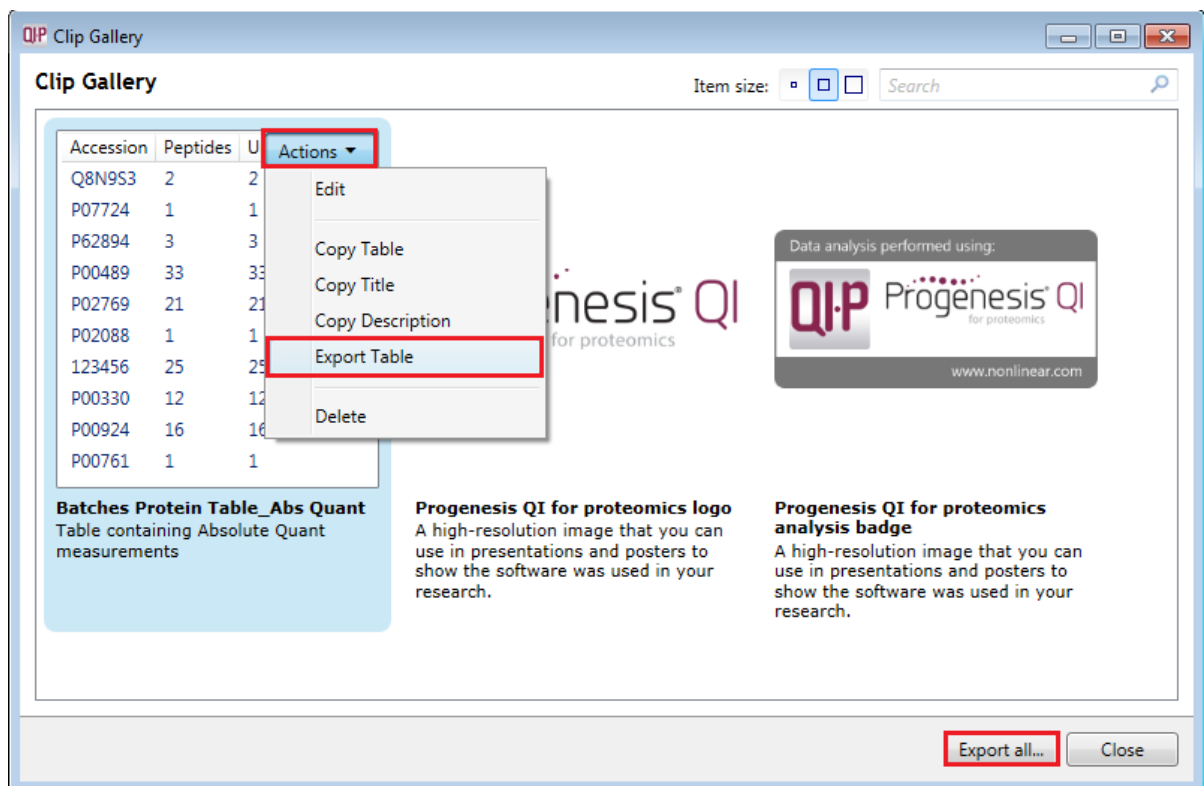 QI-P Clip Gallery
Clip Gallery
Item size:
Search
Accession Peptides U
Actions
Q8N9S3 2 2
P07724 1 1
P62894 3 3
P00489 33 33
P02769 21 21
P02088 1 1
123456 25 25
P00330 12 12
P00924 16 16
P00761 1 1
Edit
Copy Table
Copy Title
Copy Description
Export Table
Delete
nesis® QI
for proteomics
Data analysis performed using:
QI-P Progenesis® QI
for proteomics
www.nonlinear.com
Batches Protein Table_Abs Quant
Table containing Absolute Quant
measurements
Progenesis QI for proteomics logo
A high-resolution image that you can
use in presentations and posters to
show the software was used in your
research.
Progenesis QI for proteomics
analysis badge
A high-resolution image that you can
use in presentations and posters to
show the software was used in your
research.
Export all...
Close